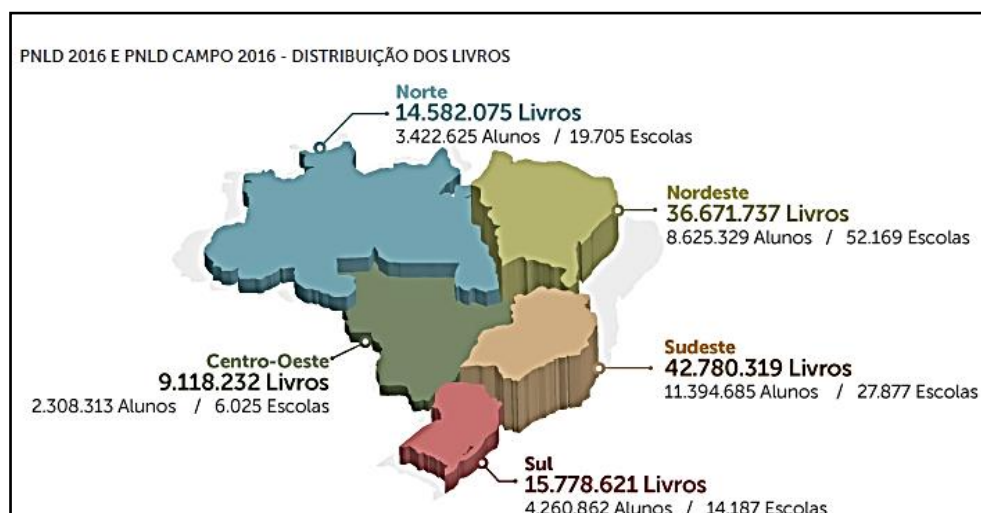 PNLD 2016 E PNLD CAMPO 2016 - DISTRIBUIÇÃO DOS LIVROS
Norte
14.582.075 Livros
3.422.625 Alunos / 19.705 Escolas
Nordeste
36.671.737 Livros
8.625.329 Alunos / 52.169 Escolas
Centro-Oeste
9.118.232 Livros
2.308.313 Alunos / 6.025 Escolas
Sudeste
42.780.319 Livros
11.394.685 Alunos / 27.877 Escolas
Sul
15.778.621 Livros
4.260.862 Alunos / 14.187 Escolas